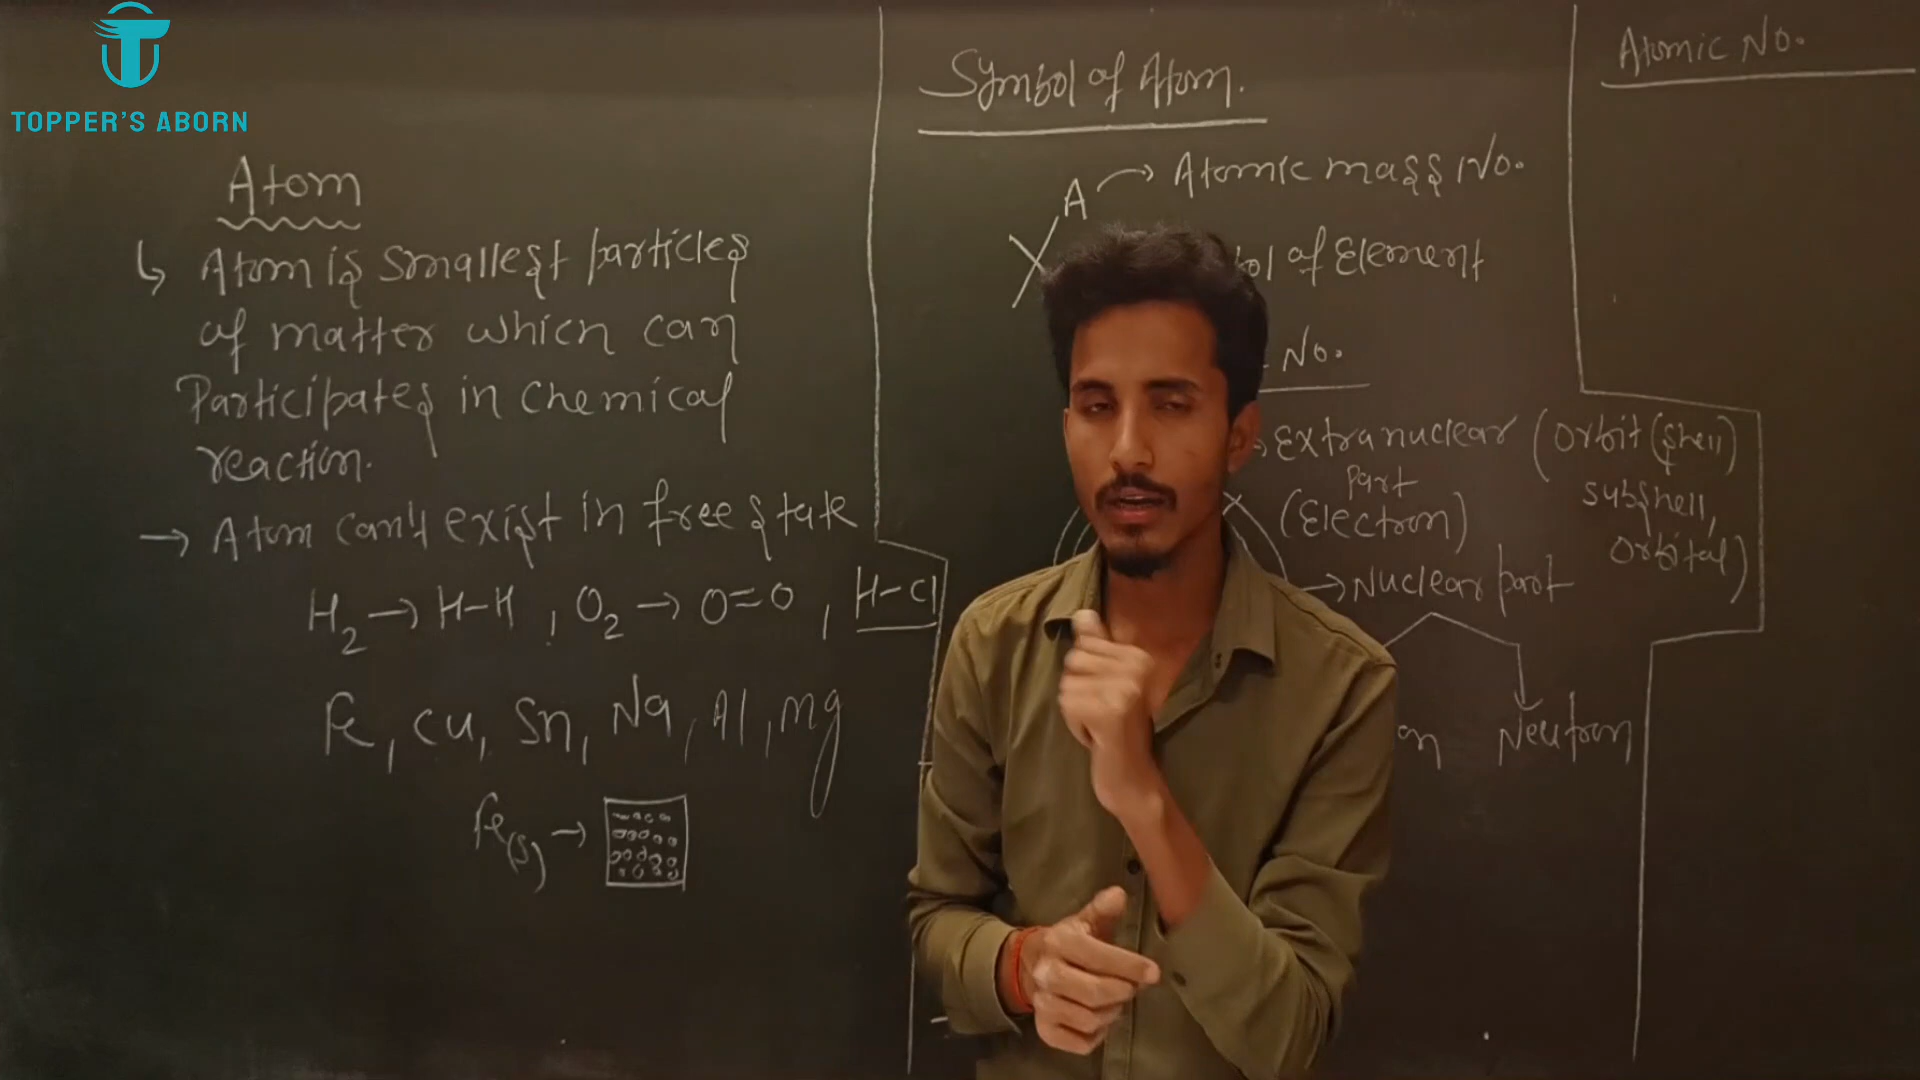 TOPPER'S ABORN
Atom
↳ Atom is smallest particles
of matter which can
Participates in chemical
reaction.
→ Atom can't exist in free state
H₂ → H-H , O₂ → O=O , H-Cl
Fe, Cu, Sn, Na, Al, Mg
Fe(s) →
Symbol of Atom.
A → Atomic mass No.
X
of Element
No.
Extranuclear (orbit (shell)
Part
(Electron)
subshell,
orbital)
→ Nuclear part
Neutron
Atomic No.